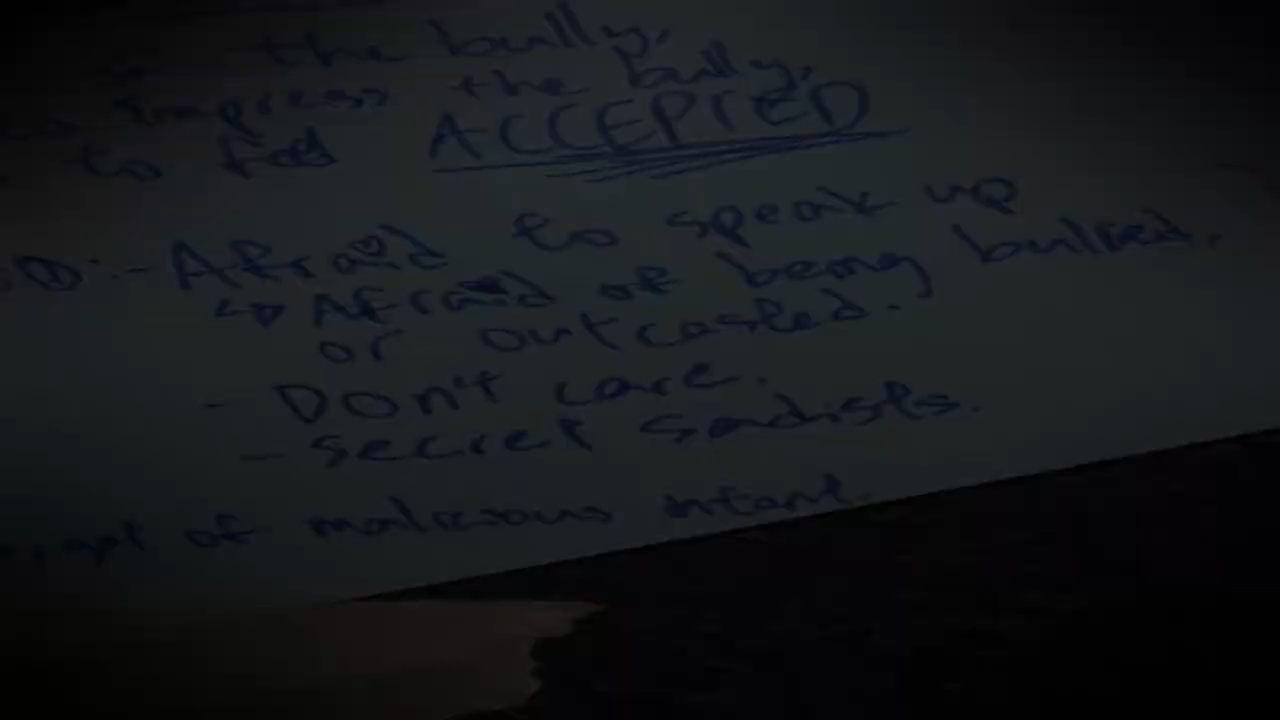 the bully,
to impress the bully,
to feel ACCEPTED
- Afraid to speak up
↳ Afraid of being bullied.
or outcasted.
- Don't care.
- secret sadists.
of malicious intent.